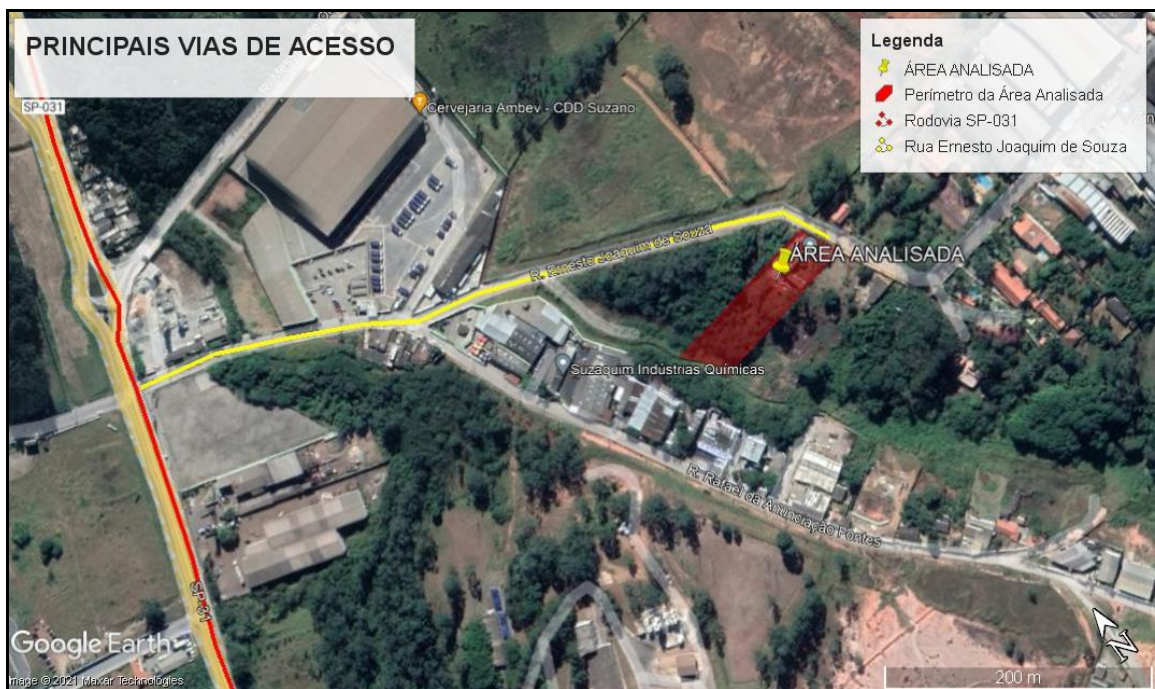 PRINCIPAIS VIAS DE ACESSO
Legenda
ÁREA ANALISADA
Perímetro da Área Analisada
Rodovia SP-031
Rua Ernesto Joaquim de Souza
SP-031
Cervejaria Ambev - CDD Suzano
R. Ernesto Joaquim de Souza
ÁREA ANALISADA
Suzaquim Indústrias Químicas
R. Rafael da Anunciação Fontes
SP-31
Google Earth
Image © 2021 Maxar Technologies
200 m
N